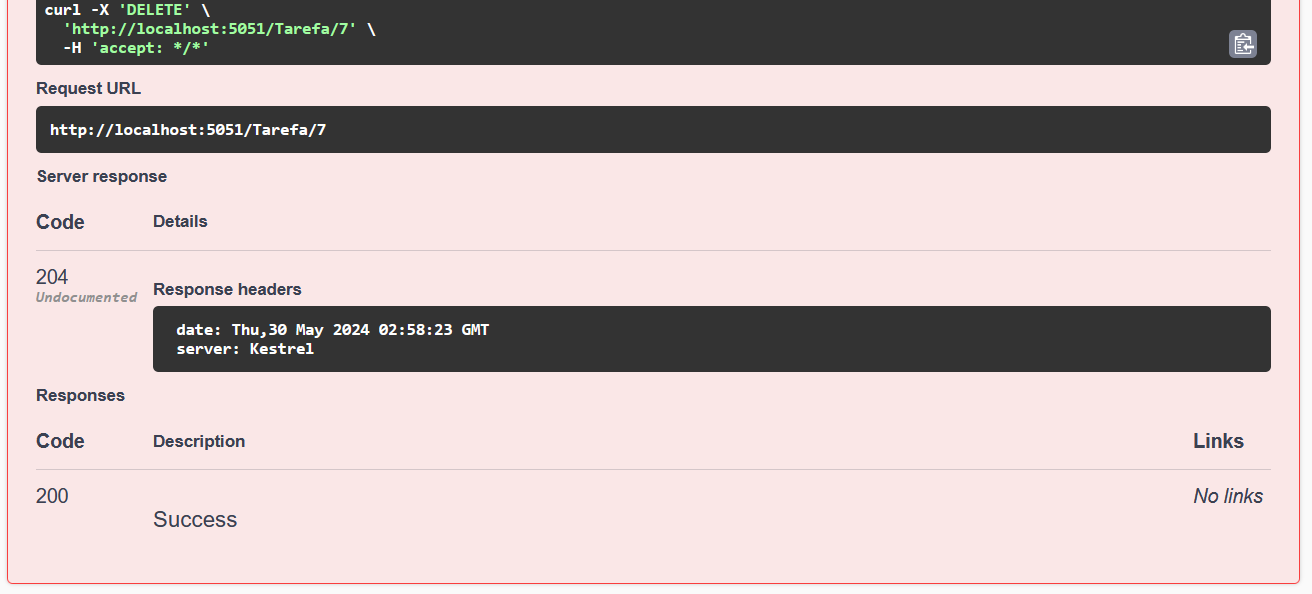 curl -X 'DELETE' \
'http://localhost:5051/Tarefa/7' \
-H 'accept: */*'
Request URL
http://localhost:5051/Tarefa/7
Server response
Code Details
204
Undocumented
Response headers
date: Thu,30 May 2024 02:58:23 GMT
server: Kestrel
Responses
Code Description Links
200 No links
Success